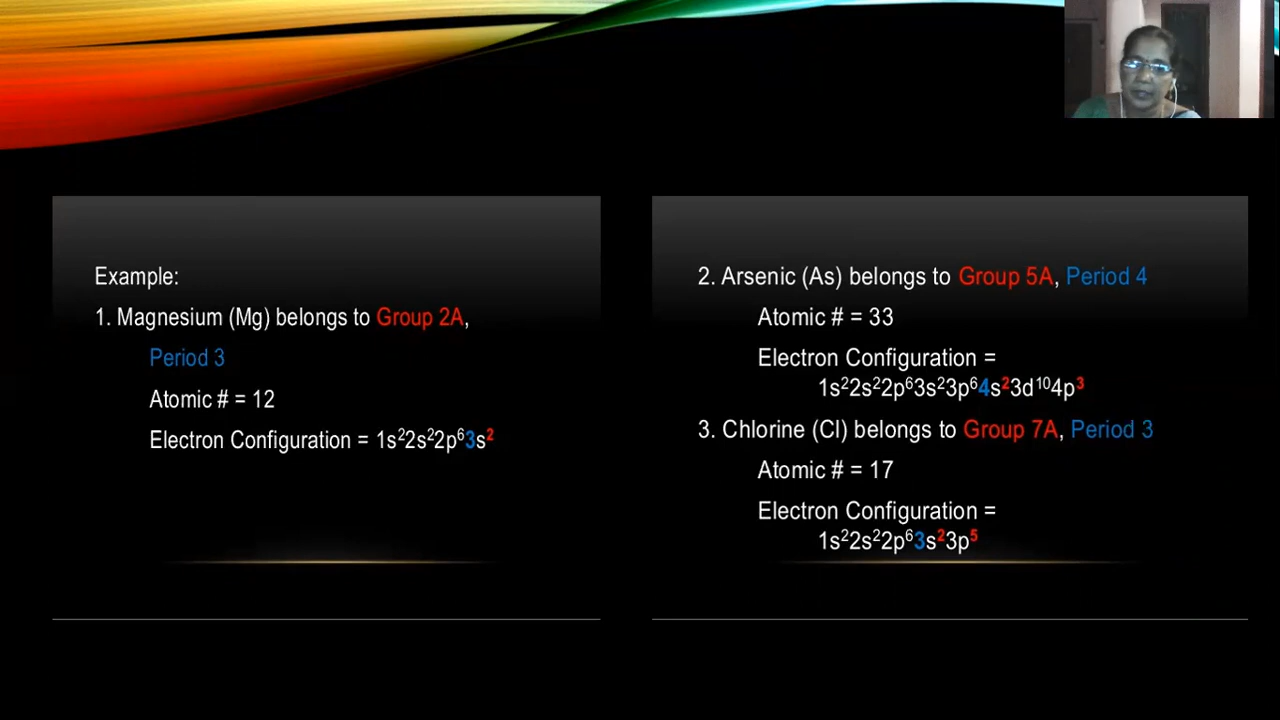 Example:
1. Magnesium (Mg) belongs to Group 2A,
Period 3
Atomic # = 12
Electron Configuration = 1s²2s²2p⁶3s²
2. Arsenic (As) belongs to Group 5A, Period 4
Atomic # = 33
Electron Configuration =
1s²2s²2p⁶3s²3p⁶4s²3d¹⁰4p³
3. Chlorine (Cl) belongs to Group 7A, Period 3
Atomic # = 17
Electron Configuration =
1s²2s²2p⁶3s²3p⁵